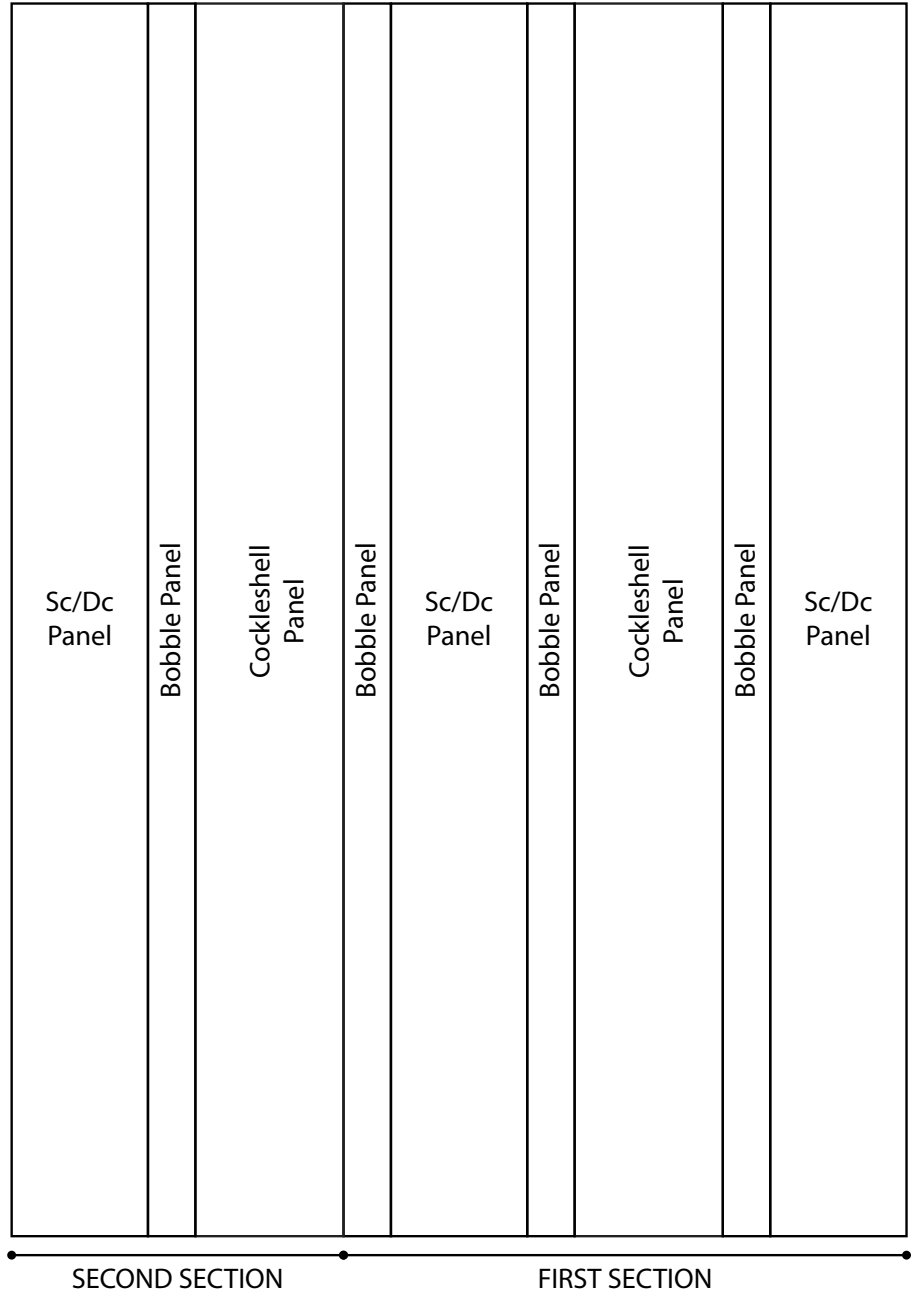 Sc/Dc
Panel
Bobble Panel
Cockleshell
Panel
Bobble Panel
Sc/Dc
Panel
Bobble Panel
Cockleshell
Panel
Bobble Panel
Sc/Dc
Panel
SECOND SECTION
FIRST SECTION